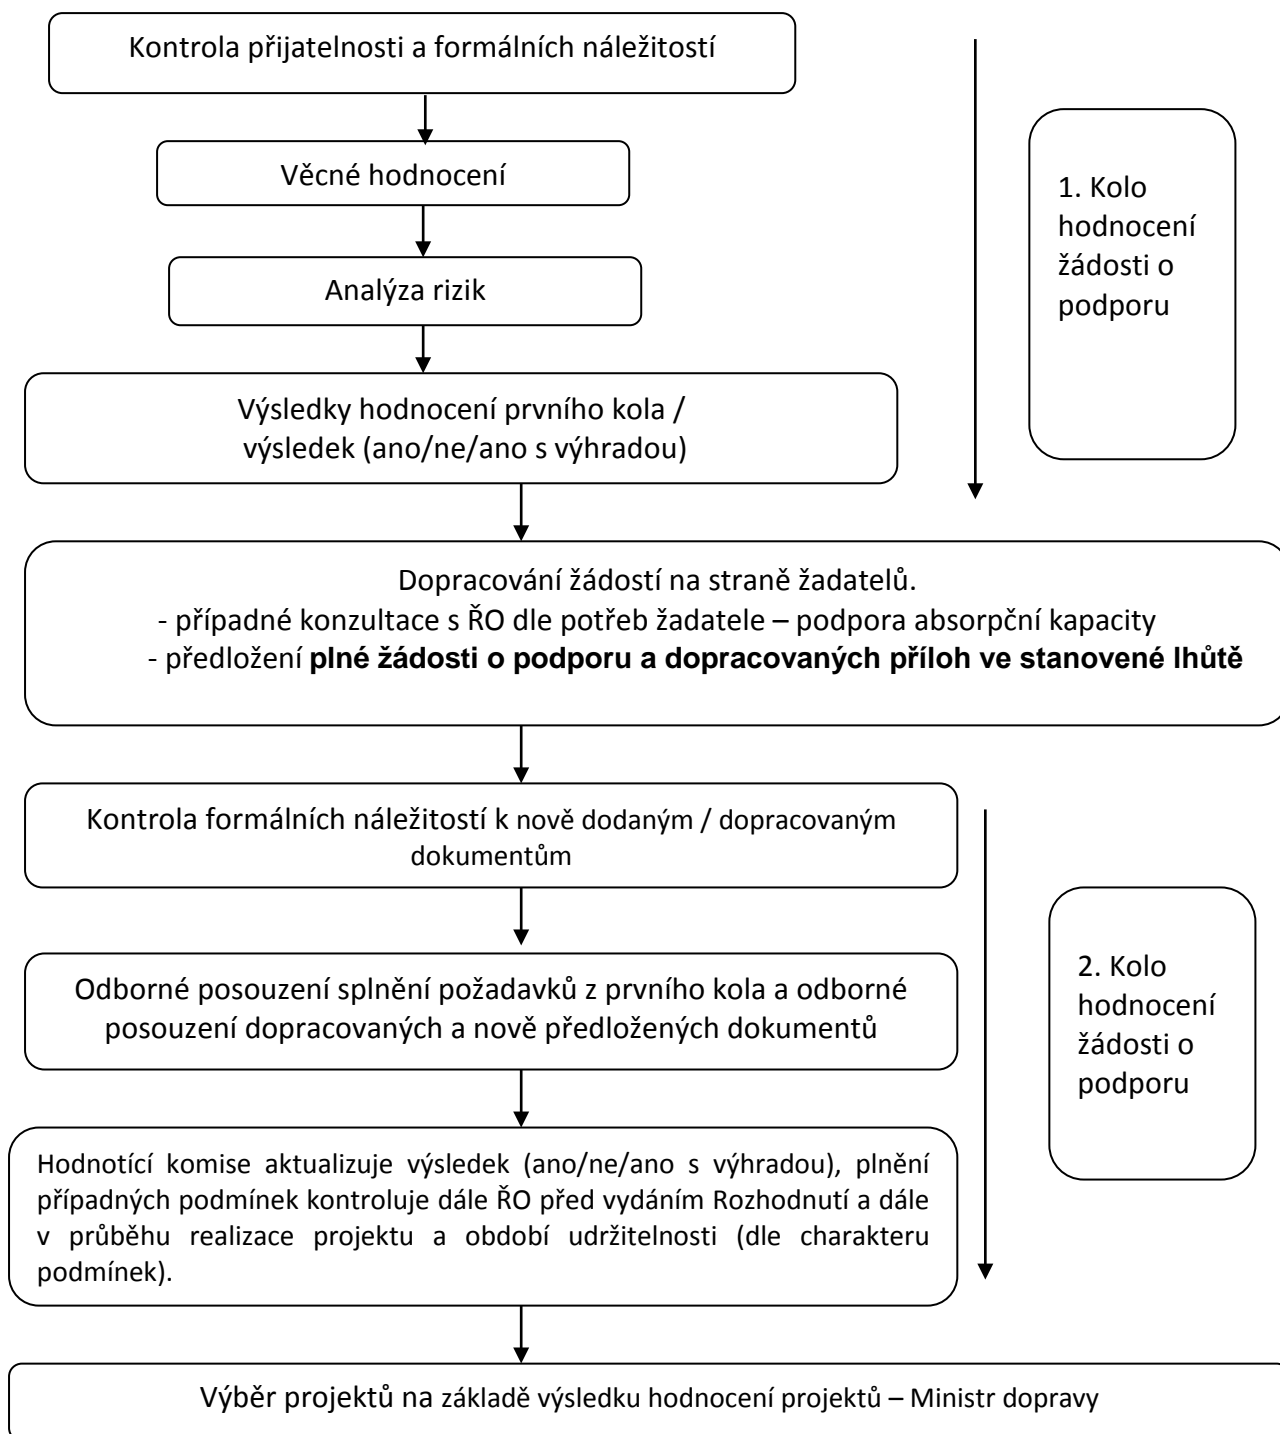 Kontrola přijatelnosti a formálních náležitostí
Věcné hodnocení
Analýza rizik
Výsledky hodnocení prvního kola /
výsledek (ano/ne/ano s výhradou)
1. Kolo
hodnocení
žádosti o
podporu
Dopracování žádostí na straně žadatelů.
- případné konzultace s ŘO dle potřeb žadatele – podpora absorpční kapacity
- předložení plné žádosti o podporu a dopracovaných příloh ve stanovené lhůtě
Kontrola formálních náležitostí k nově dodaným / dopracovaným
dokumentům
Odborné posouzení splnění požadavků z prvního kola a odborné
posouzení dopracovaných a nově předložených dokumentů
2. Kolo
hodnocení
žádosti o
podporu
Hodnotící komise aktualizuje výsledek (ano/ne/ano s výhradou), plnění
případných podmínek kontroluje dále ŘO před vydáním Rozhodnutí a dále
v průběhu realizace projektu a období udržitelnosti (dle charakteru
podmínek).
Výběr projektů na základě výsledku hodnocení projektů – Ministr dopravy